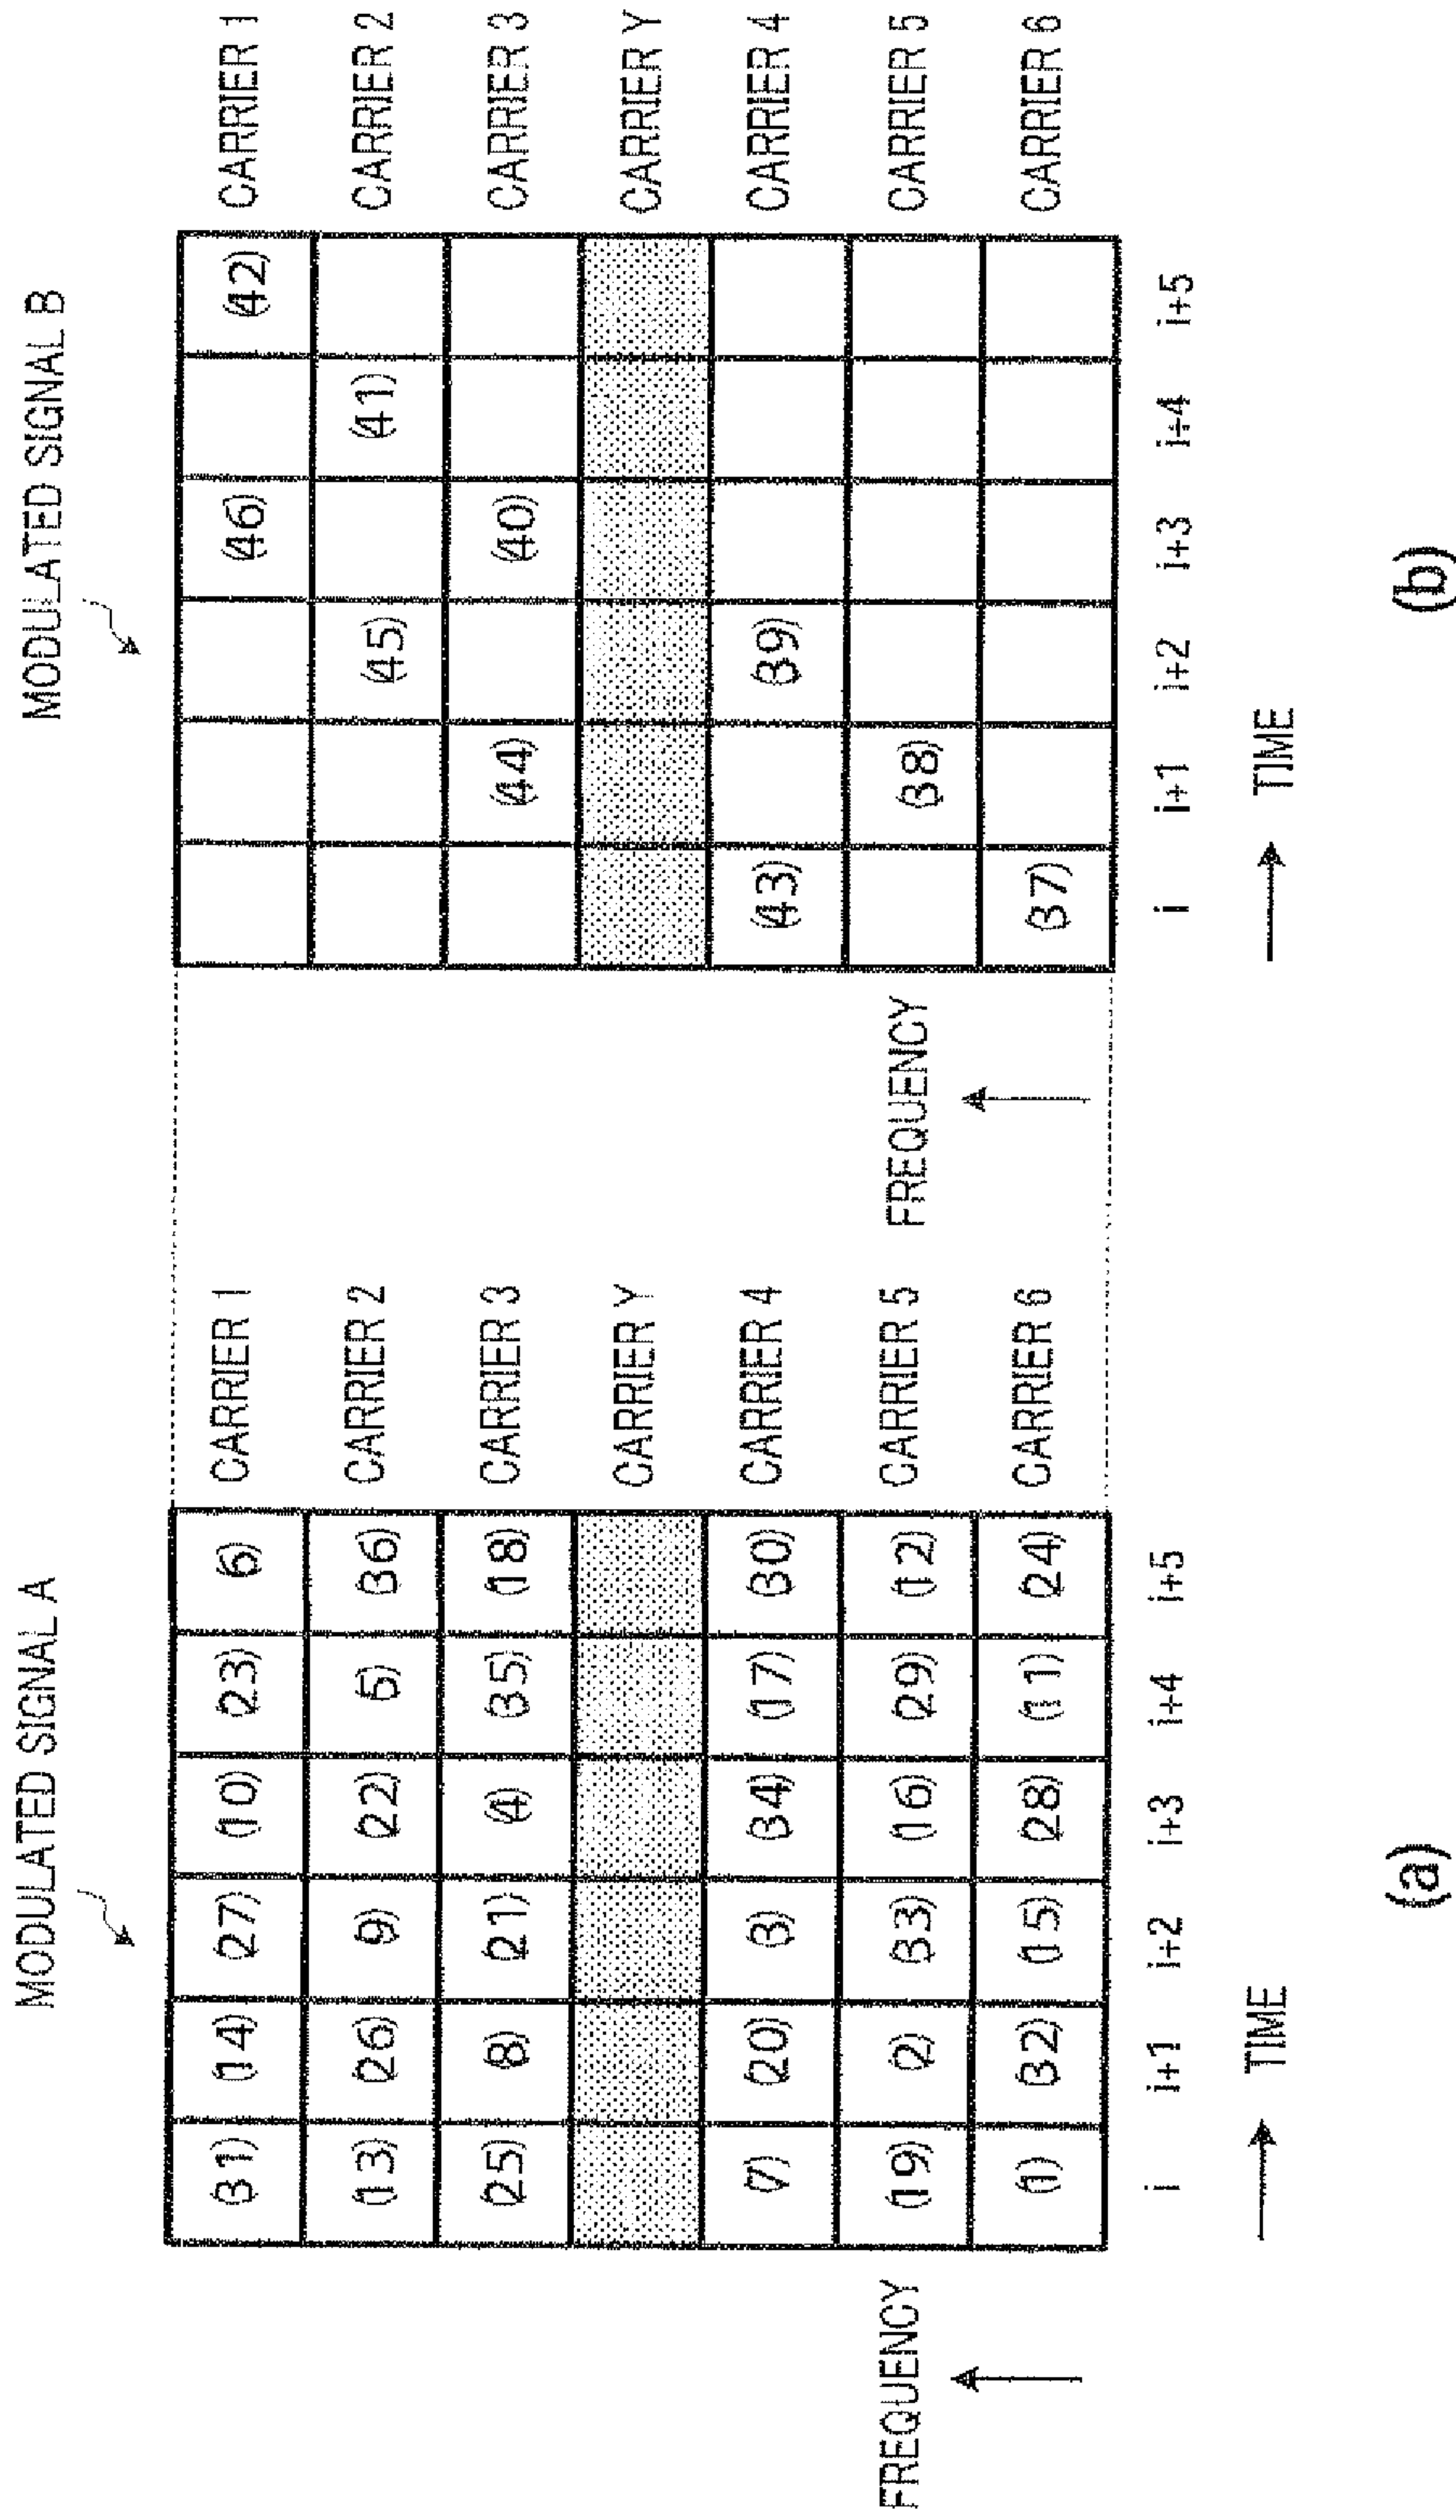 MODULATED SIGNAL A
(31) (14) (27) (10) (23) (6) CARRIER 1
(13) (26) (9) (22) (5) (36) CARRIER 2
(25) (8) (21) (4) (35) (18) CARRIER 3
CARRIER Y
(7) (20) (3) (34) (17) (30) CARRIER 4
(19) (2) (33) (16) (29) (12) CARRIER 5
(1) (32) (15) (28) (11) (24) CARRIER 6
FREQUENCY
i i+1 i+2 i+3 i+4 i+5
TIME
(a)
MODULATED SIGNAL B
(46) (42) CARRIER 1
(45) (41) CARRIER 2
(44) (40) CARRIER 3
CARRIER Y
(43) (39) CARRIER 4
(38) CARRIER 5
(37) CARRIER 6
FREQUENCY
i i+1 i+2 i+3 i+4 i+5
TIME
(b)